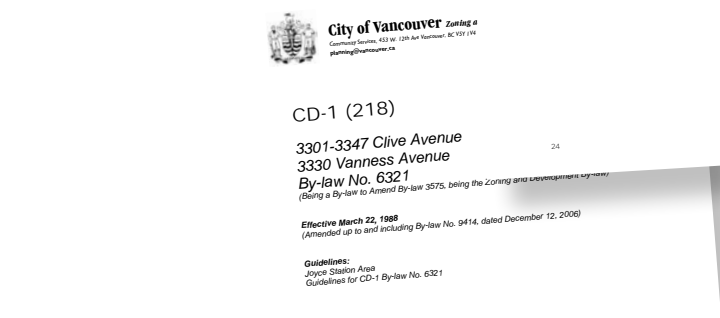 City of Vancouver Zoning
Community Services, 453 W. 12th Ave Vancouver, BC V5Y 1V4
planning@vancouver.ca
CD-1 (218)
24
3301-3347 Clive Avenue
3330 Vanness Avenue
By-law No. 6321
(Being a By-law to Amend By-law 3575, being the Zoning and Development By-law)
Effective March 22, 1988
(Amended up to and including By-law No. 9414, dated December 12, 2006)
Guidelines:
Joyce Station Area
Guidelines for CD-1 By-law No. 6321